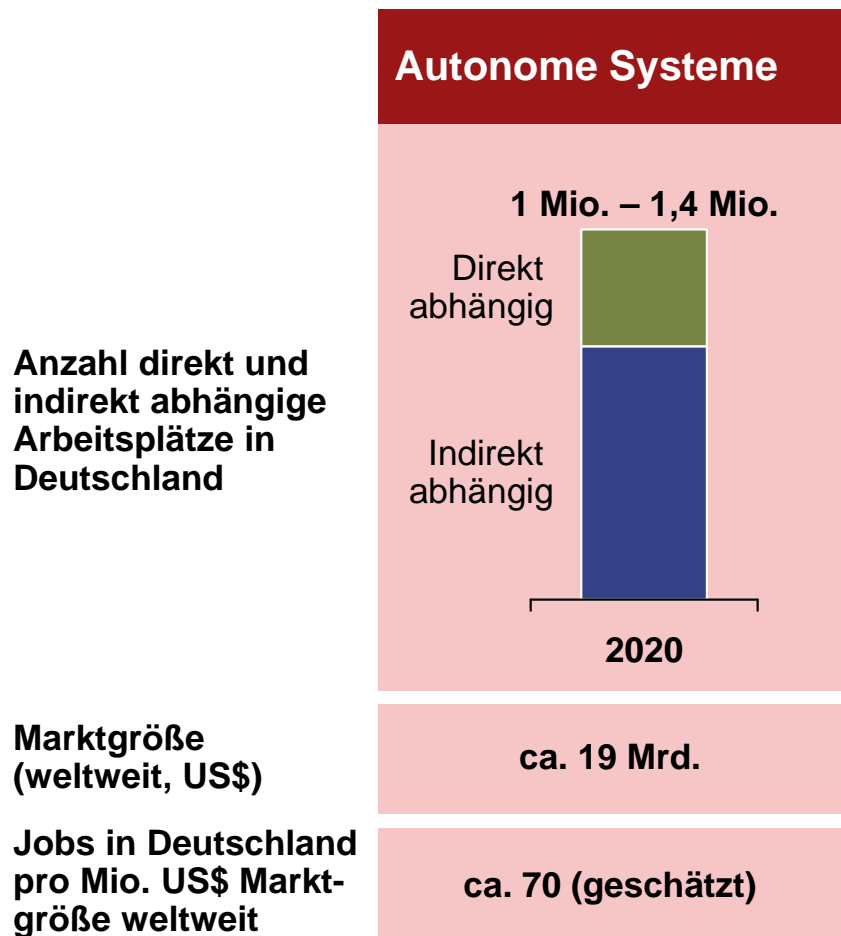 Autonome Systeme
1 Mio. – 1,4 Mio.
Direkt
abhängig
Anzahl direkt und
indirekt abhängige
Arbeitsplätze in
Deutschland
Indirekt
abhängig
2020
Marktgröße
(weltweit, US$)
ca. 19 Mrd.
Jobs in Deutschland
pro Mio. US$ Markt-
größe weltweit
ca. 70 (geschätzt)